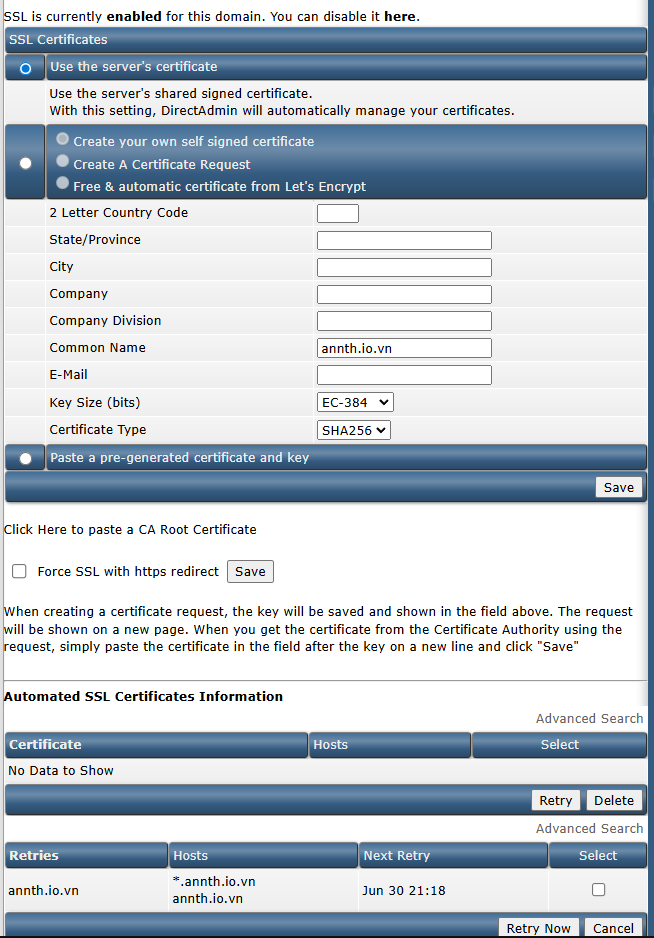 SSL is currently enabled for this domain. You can disable it here.
SSL Certificates
Use the server's certificate
Use the server's shared signed certificate.
With this setting, DirectAdmin will automatically manage your certificates.
Create your own self signed certificate
Create A Certificate Request
Free & automatic certificate from Let's Encrypt
2 Letter Country Code
State/Province
City
Company
Company Division
Common Name annth.io.vn
E-Mail
Key Size (bits) EC-384
Certificate Type SHA256
Paste a pre-generated certificate and key
Save
Click Here to paste a CA Root Certificate
Force SSL with https redirect Save
When creating a certificate request, the key will be saved and shown in the field above. The request
will be shown on a new page. When you get the certificate from the Certificate Authority using the
request, simply paste the certificate in the field after the key on a new line and click "Save"
Automated SSL Certificates Information
Advanced Search
Certificate Hosts Select
No Data to Show
Retry Delete
Advanced Search
Retries Hosts Next Retry Select
annth.io.vn *.annth.io.vn Jun 30 21:18
annth.io.vn
Retry Now Cancel